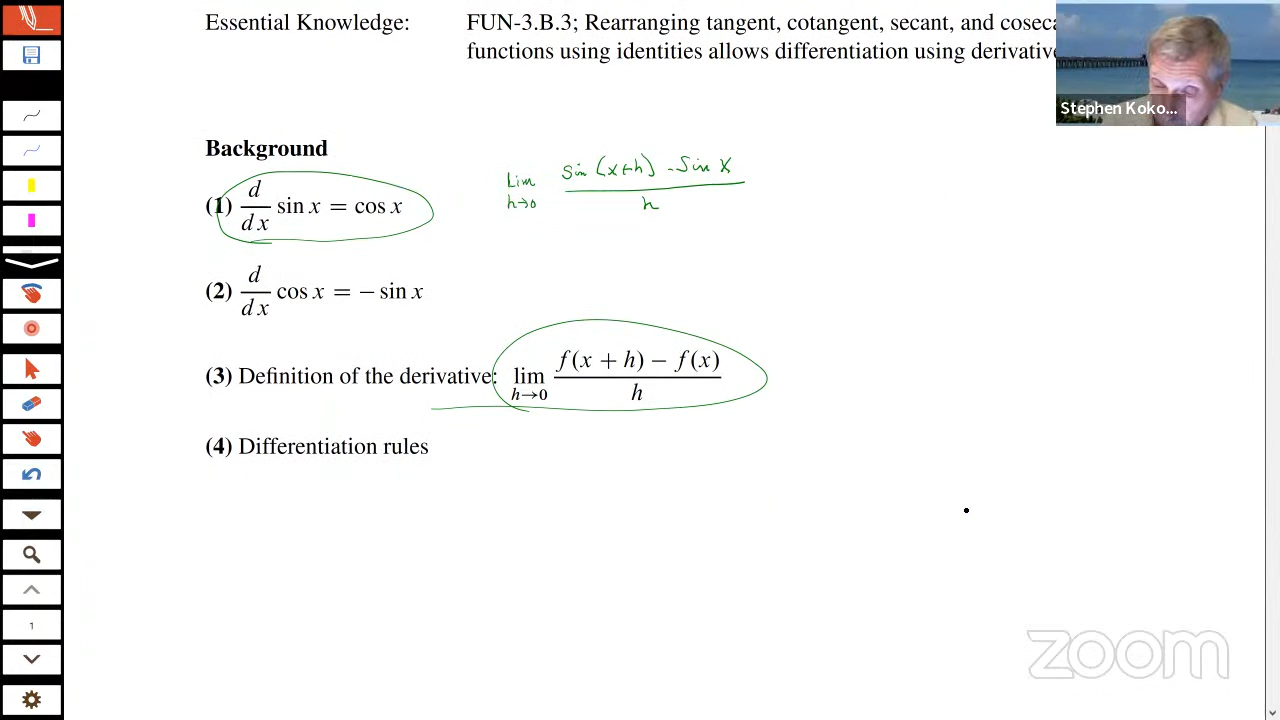 Essential Knowledge: FUN-3.B.3; Rearranging tangent, cotangent, secant, and coseca
functions using identities allows differentiation using derivative
Stephen Koko...
Background
(1) d/dx sin x = cos x
lim h→0 sin (x+h) - sin x / h
(2) d/dx cos x = − sin x
(3) Definition of the derivative: lim h→0 f(x + h) − f(x) / h
(4) Differentiation rules
1
zoom